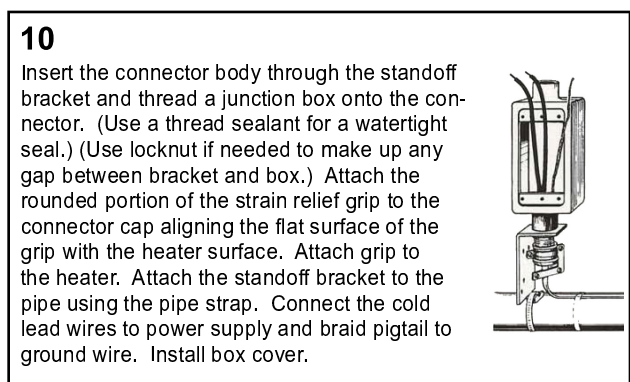 10
Insert the connector body through the standoff
bracket and thread a junction box onto the con-
nector.  (Use a thread sealant for a watertight
seal.) (Use locknut if needed to make up any
gap between bracket and box.)  Attach the
rounded portion of the strain relief grip to the
connector cap aligning the flat surface of the
grip with the heater surface.  Attach grip to
the heater.  Attach the standoff bracket to the
pipe using the pipe strap.  Connect the cold
lead wires to power supply and braid pigtail to
ground wire.  Install box cover.